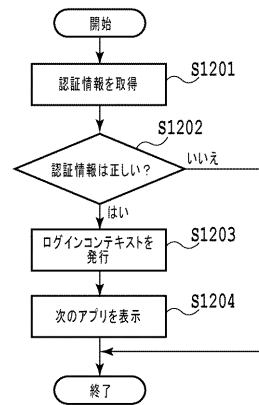 開始
S1201
認証情報を取得
S1202
認証情報は正しい？
いいえ
はい
S1203
ログインコンテキストを
発行
S1204
次のアプリを表示
終了